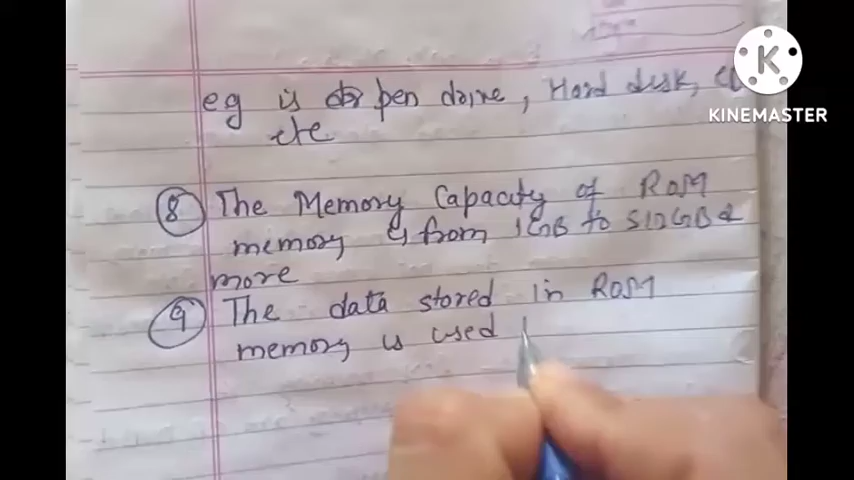 eg is pen drive, Hard disk, CD
etc
8 The Memory Capacity of ROM
memory is from 1GB to 512GB &
more
9 The data stored in ROM
memory is used
K
KINEMASTER